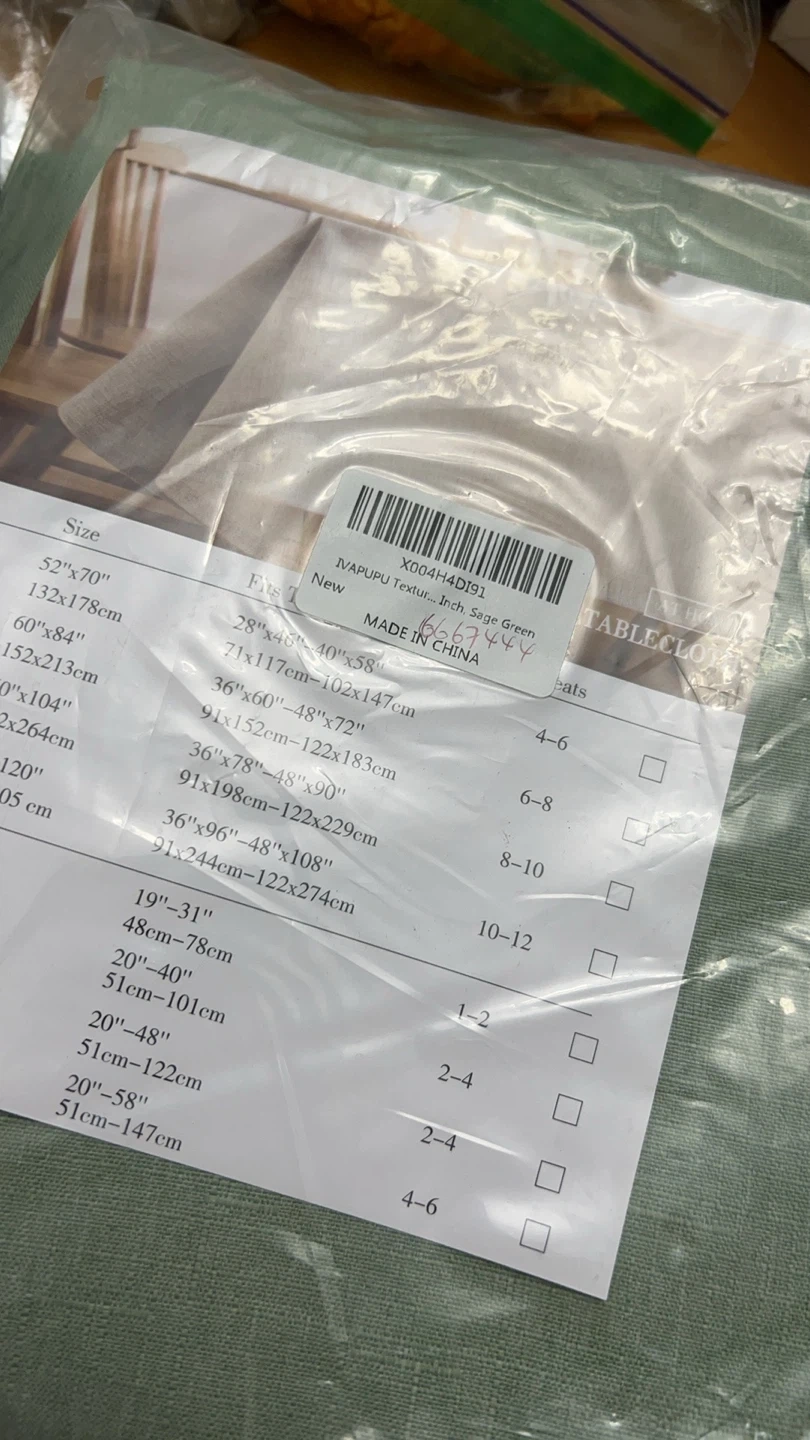 X004H4DI91
IVAPUPU Textur... Inch, Sage Green
New
6667444
MADE IN CHINA
TABLECLO
Size
Fits T
eats
52"x70"
132x178cm
28"x46"–40"x58"
71x117cm–102x147cm
4–6
60"x84"
152x213cm
36"x60"–48"x72"
91x152cm–122x183cm
6–8
0"x104"
2x264cm
36"x78"–48"x90"
91x198cm–122x229cm
8–10
120"
05 cm
36"x96"–48"x108"
91x244cm–122x274cm
10–12
19"–31"
48cm–78cm
1–2
20"–40"
51cm–101cm
2–4
20"–48"
51cm–122cm
2–4
20"–58"
51cm–147cm
4–6